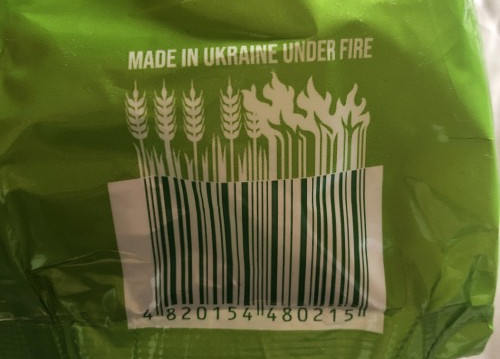 MADE IN UKRAINE UNDER FIRE
4 820154 480215